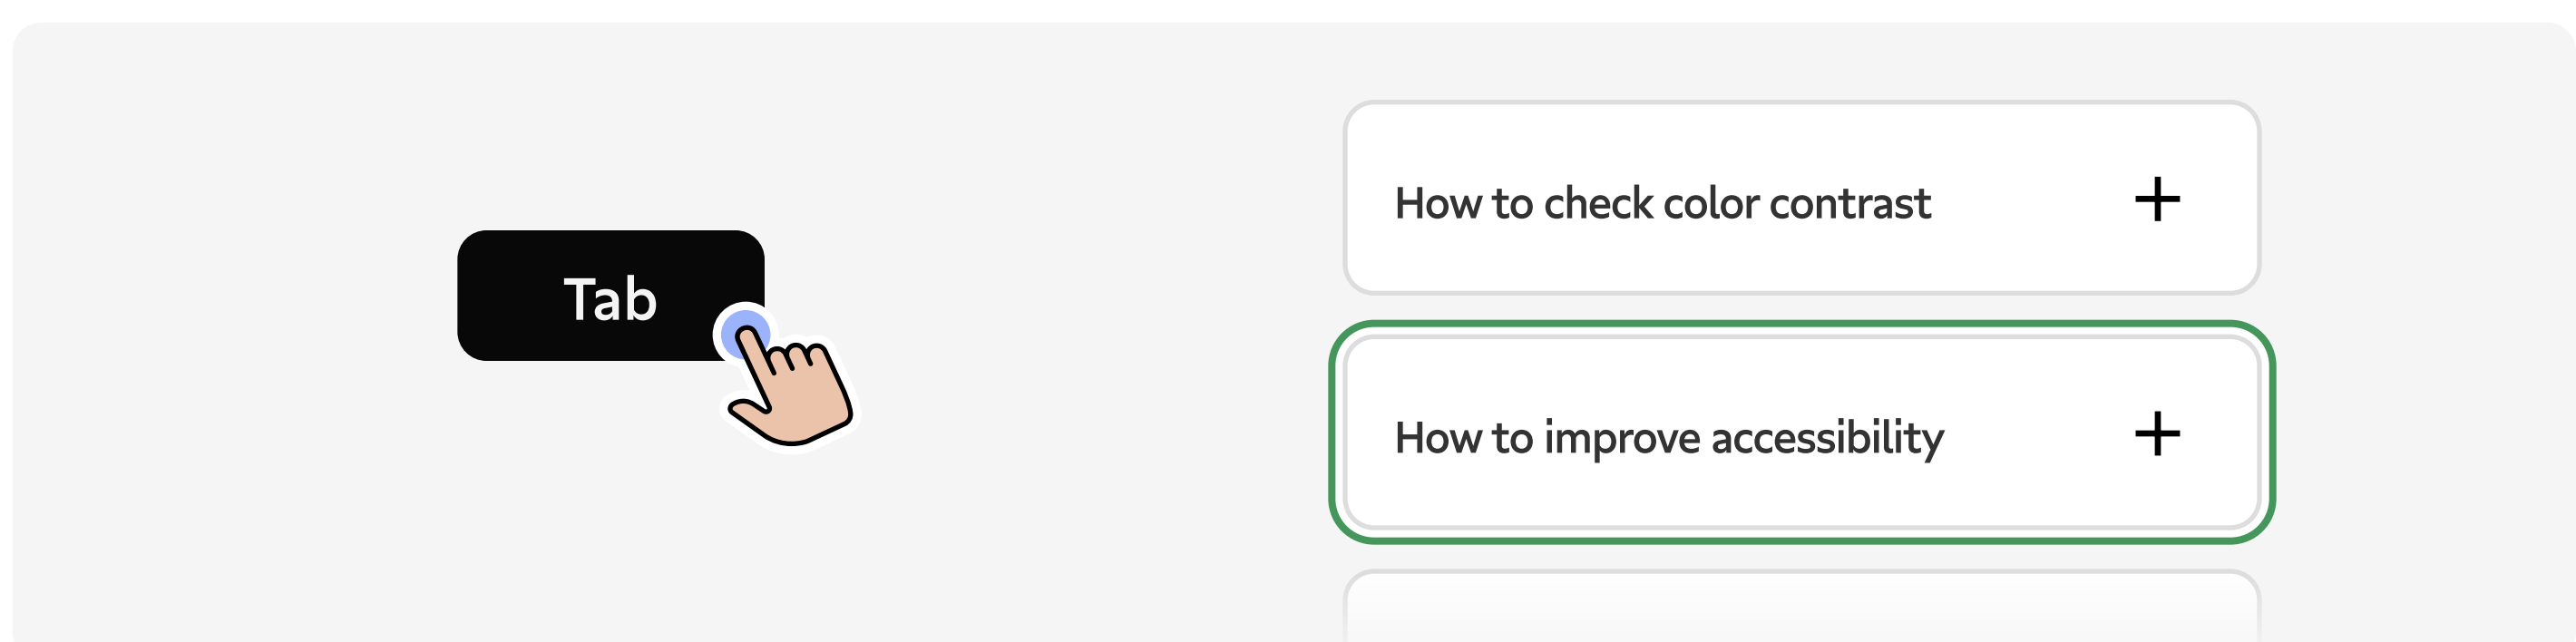 Tab
How to check color contrast
How to improve accessibility